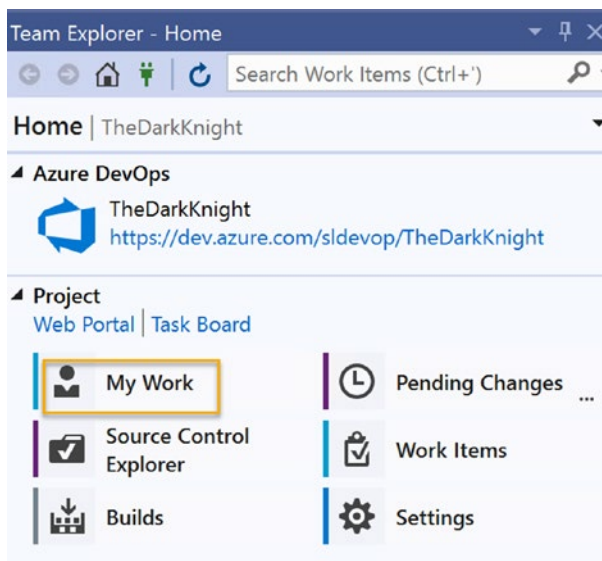 Team Explorer - Home
Search Work Items (Ctrl+')
Home | TheDarkKnight
Azure DevOps
TheDarkKnight
https://dev.azure.com/sldevop/TheDarkKnight
Project
Web Portal | Task Board
My Work
Pending Changes ...
Source Control
Explorer
Work Items
Builds
Settings